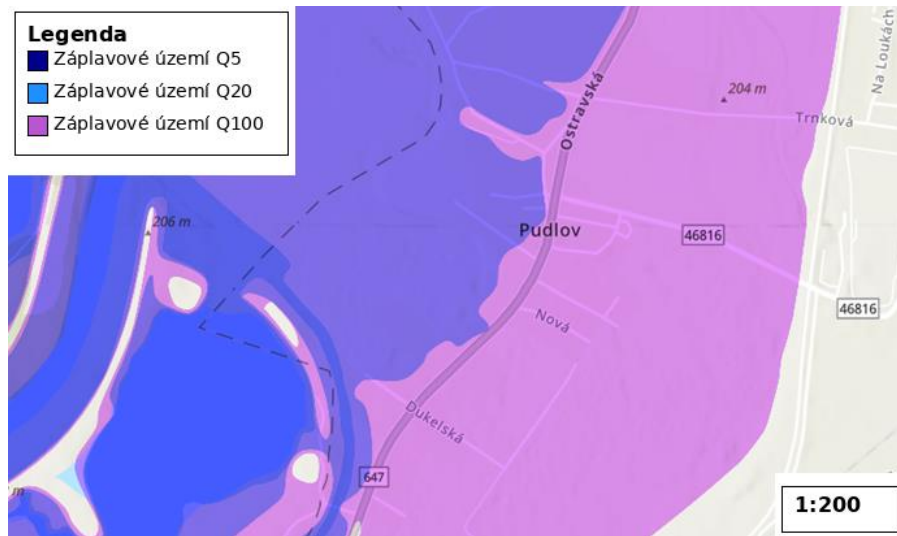 Legenda
Záplavové území Q5
Záplavové území Q20
Záplavové území Q100
Na Loukách
204 m
Ostravská
Trnková
206 m
Pudlov
46816
46816
Nová
Dukelská
647
m
1:200